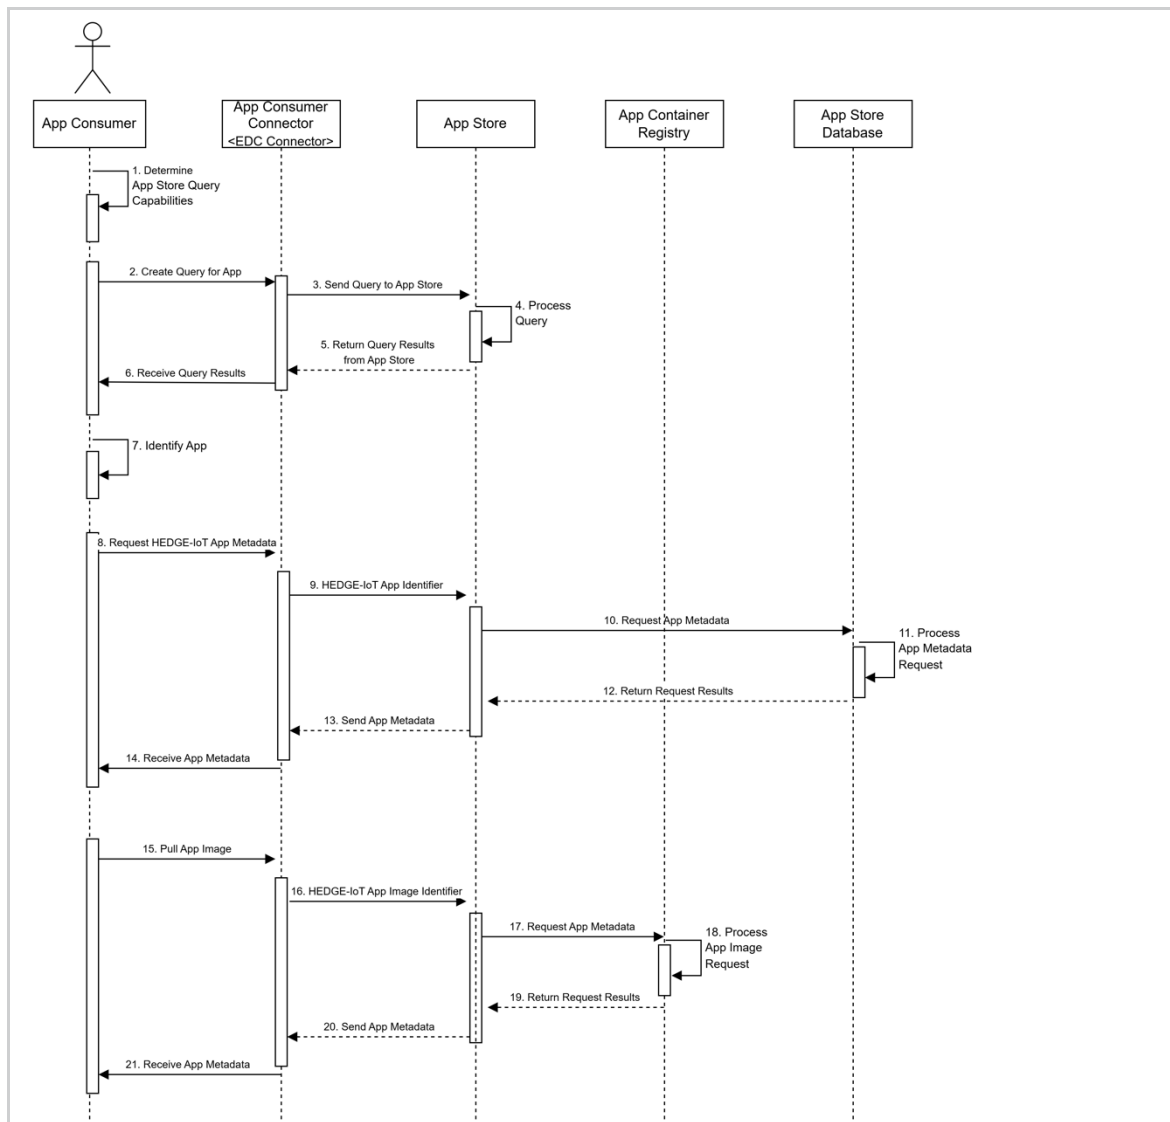 App Consumer
App Consumer
Connector
<EDC Connector>
App Store
App Container
Registry
App Store
Database
1. Determine
App Store Query
Capabilities
2. Create Query for App
3. Send Query to App Store
4. Process
Query
5. Return Query Results
from App Store
6. Receive Query Results
7. Identify App
8. Request HEDGE-IoT App Metadata
9. HEDGE-IoT App Identifier
10. Request App Metadata
11. Process
App Metadata
Request
12. Return Request Results
13. Send App Metadata
14. Receive App Metadata
15. Pull App Image
16. HEDGE-IoT App Image Identifier
17. Request App Metadata
18. Process
App Image
Request
19. Return Request Results
20. Send App Metadata
21. Receive App Metadata